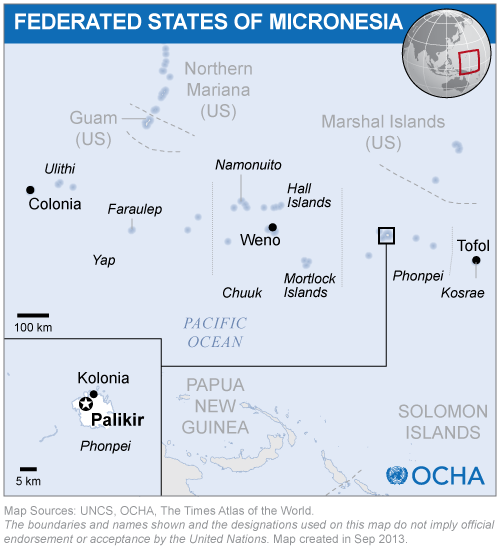 FEDERATED STATES OF MICRONESIA
Northern
Mariana
(US)
Guam
(US)
Marshal Islands
(US)
Ulithi
Namonuito
Colonia
Hall
Islands
Faraulep
Weno
Tofol
Yap
Mortlock
Islands
Phonpei
Chuuk
Kosrae
100 km
PACIFIC
OCEAN
Kolonia
Palikir
Phonpei
5 km
PAPUA
NEW
GUINEA
SOLOMON
ISLANDS
OCHA
Map Sources: UNCS, OCHA, The Times Atlas of the World.
The boundaries and names shown and the designations used on this map do not imply official
endorsement or acceptance by the United Nations. Map created in Sep 2013.